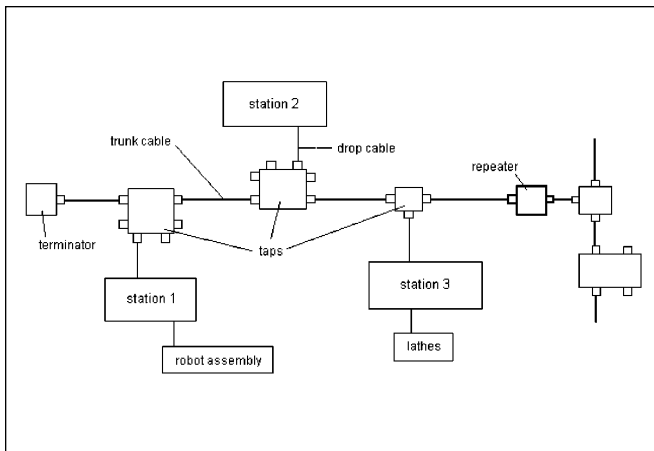 station 2
trunk cable
drop cable
repeater
terminator
taps
station 1
station 3
lathes
robot assembly